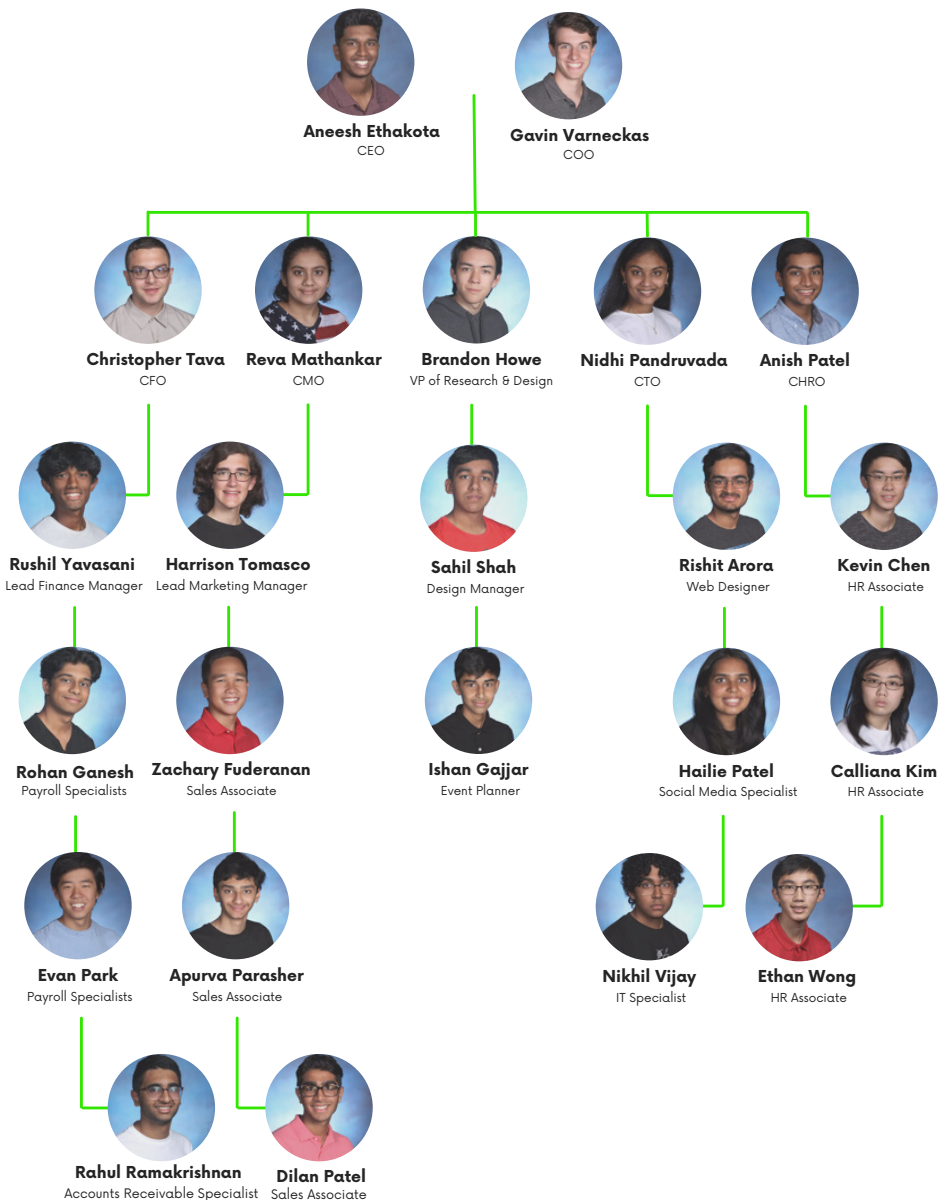 Aneesh Ethakota
CEO
Gavin Varneckas
COO
Christopher Tava
CFO
Reva Mathankar
CMO
Brandon Howe
VP of Research & Design
Nidhi Pandruvada
CTO
Anish Patel
CHRO
Rushil Yavasani
Lead Finance Manager
Harrison Tomasco
Lead Marketing Manager
Sahil Shah
Design Manager
Rishit Arora
Web Designer
Kevin Chen
HR Associate
Rohan Ganesh
Payroll Specialists
Zachary Fuderanan
Sales Associate
Ishan Gajjar
Event Planner
Hailie Patel
Social Media Specialist
Calliana Kim
HR Associate
Evan Park
Payroll Specialists
Apurva Parasher
Sales Associate
Nikhil Vijay
IT Specialist
Ethan Wong
HR Associate
Rahul Ramakrishnan
Accounts Receivable Specialist
Dilan Patel
Sales Associate